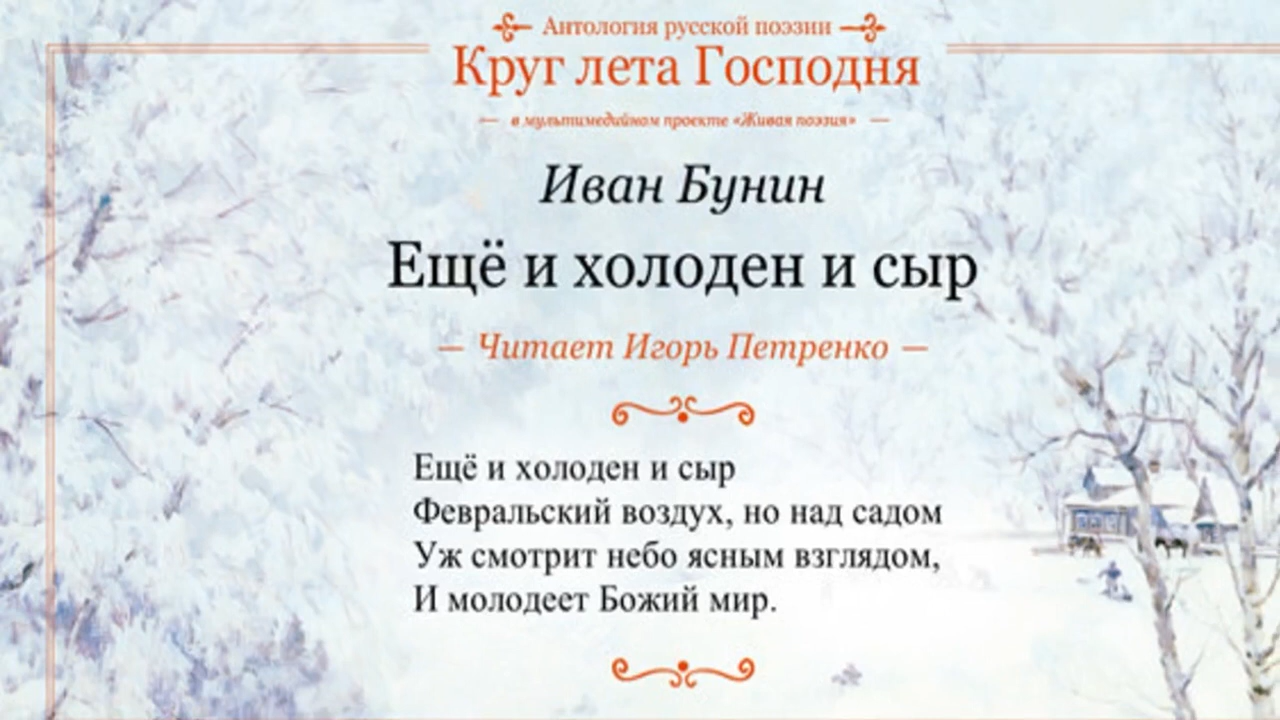 Антология русской поэзии
Круг лета Господня
— в мультимедийном проекте «Живая поэзия» —
Иван Бунин
Ещё и холоден и сыр
— Читает Игорь Петренко —
Ещё и холоден и сыр
Февральский воздух, но над садом
Уж смотрит небо ясным взглядом,
И молодеет Божий мир.